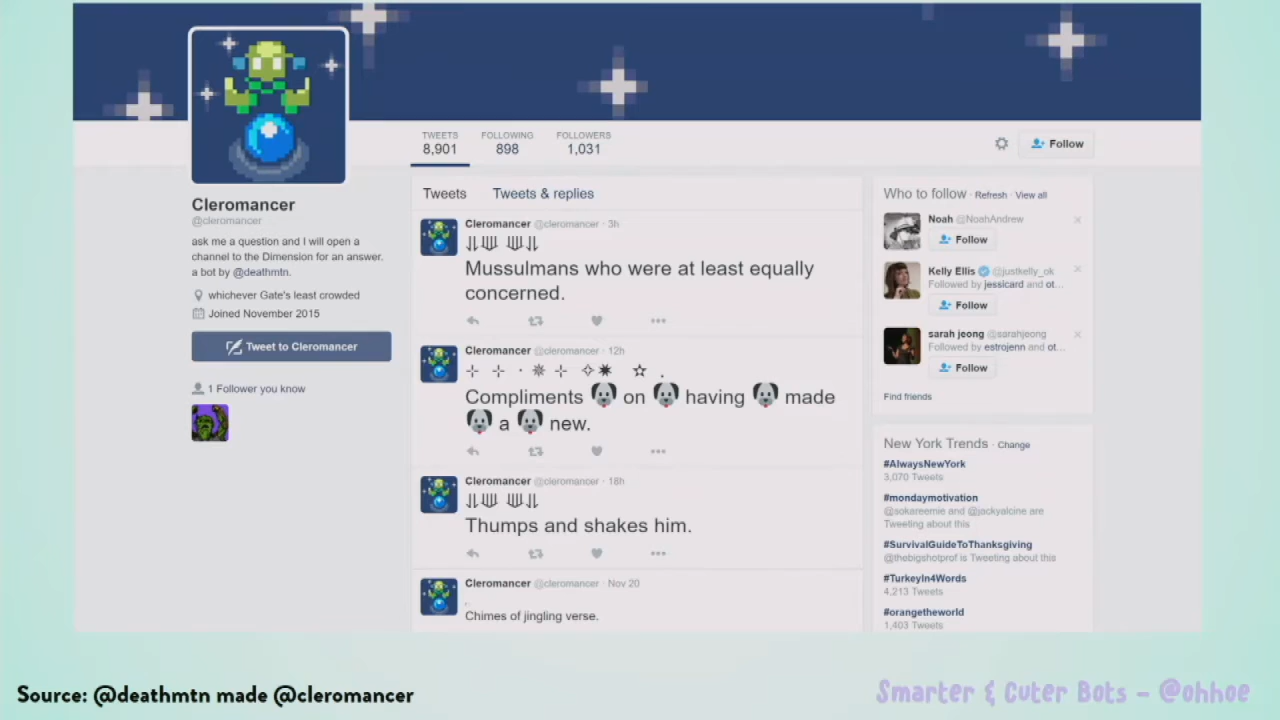 TWEETS FOLLOWING FOLLOWERS
8,901 898 1,031
Follow
Cleromancer
@cleromancer
ask me a question and I will open a
channel to the Dimension for an answer.
a bot by @deathmtn.
whichever Gate's least crowded
Joined November 2015
Tweet to Cleromancer
1 Follower you know
Tweets Tweets & replies
Cleromancer @cleromancer · 3h
Mussulmans who were at least equally
concerned.
Cleromancer @cleromancer · 12h
Compliments 🐶 on 🐶 having 🐶 made
🐶 a 🐶 new.
Cleromancer @cleromancer · 18h
Thumps and shakes him.
Cleromancer @cleromancer · Nov 20
Chimes of jingling verse.
Who to follow · Refresh · View all
Noah @NoahAndrew
Follow
Kelly Ellis @justkelly_ok
Followed by jessicard and ot...
Follow
sarah jeong @sarahjeong
Followed by estrojenn and ot...
Follow
Find friends
New York Trends · Change
#AlwaysNewYork
3,070 Tweets
#mondaymotivation
@sokareemie and @jackyalcine are
Tweeting about this
#SurvivalGuideToThanksgiving
@thebigshotprof is Tweeting about this
#TurkeyIn4Words
4,213 Tweets
#orangetheworld
1,403 Tweets
Source: @deathmtn made @cleromancer
Smarter & Cuter Bots - @ohhoe